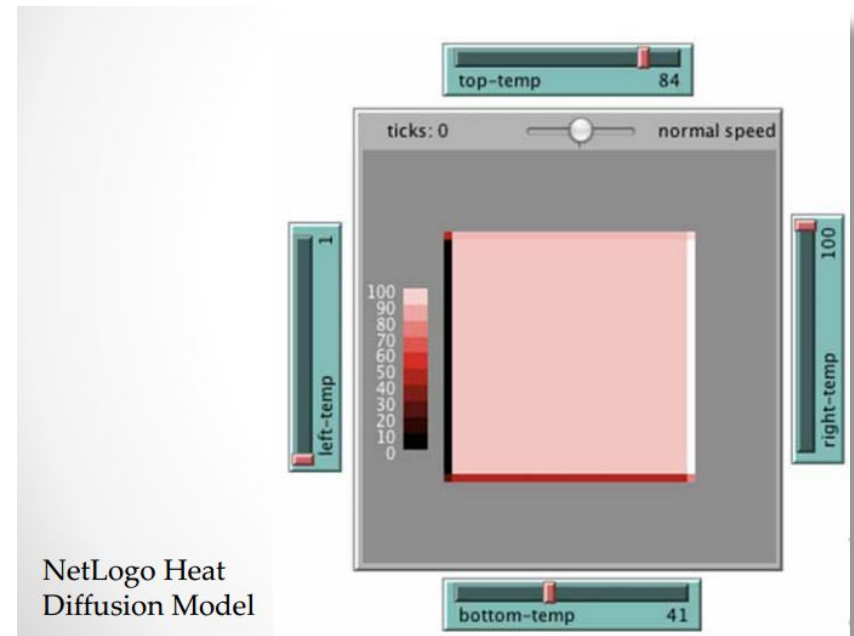 top-temp 84
ticks: 0 normal speed
left-temp 1
100
90
80
70
60
50
40
30
20
10
0
right-temp 100
bottom-temp 41
NetLogo Heat
Diffusion Model